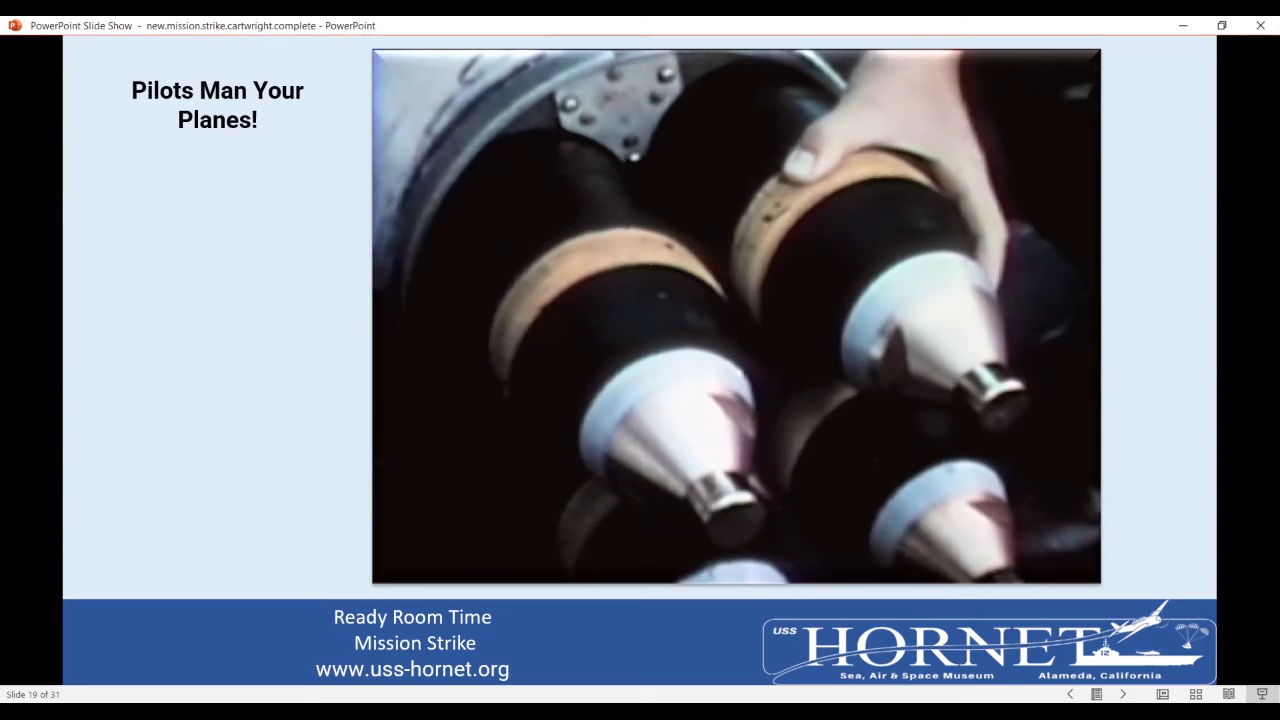 PowerPoint Slide Show - new.mission.strike.cartwright.complete - PowerPoint
Pilots Man Your
Planes!
Ready Room Time
Mission Strike
www.uss-hornet.org
USS
HORNET
Sea, Air & Space Museum Alameda, California
Slide 19 of 31